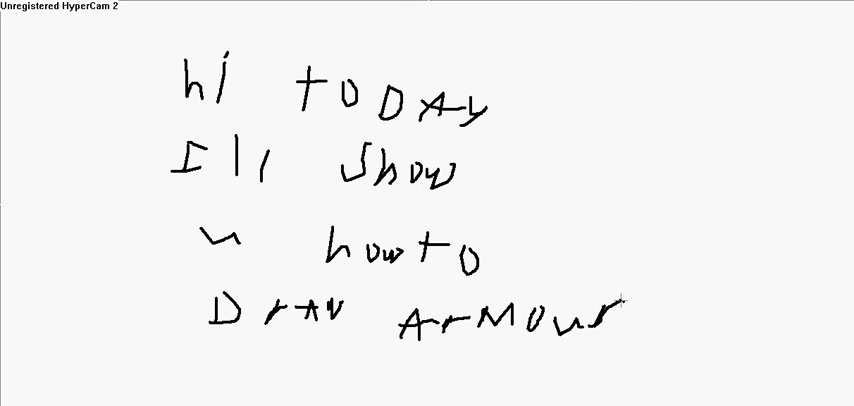 Unregistered HyperCam 2
hi toDAy
Ill show
u how to
Draw ArMour